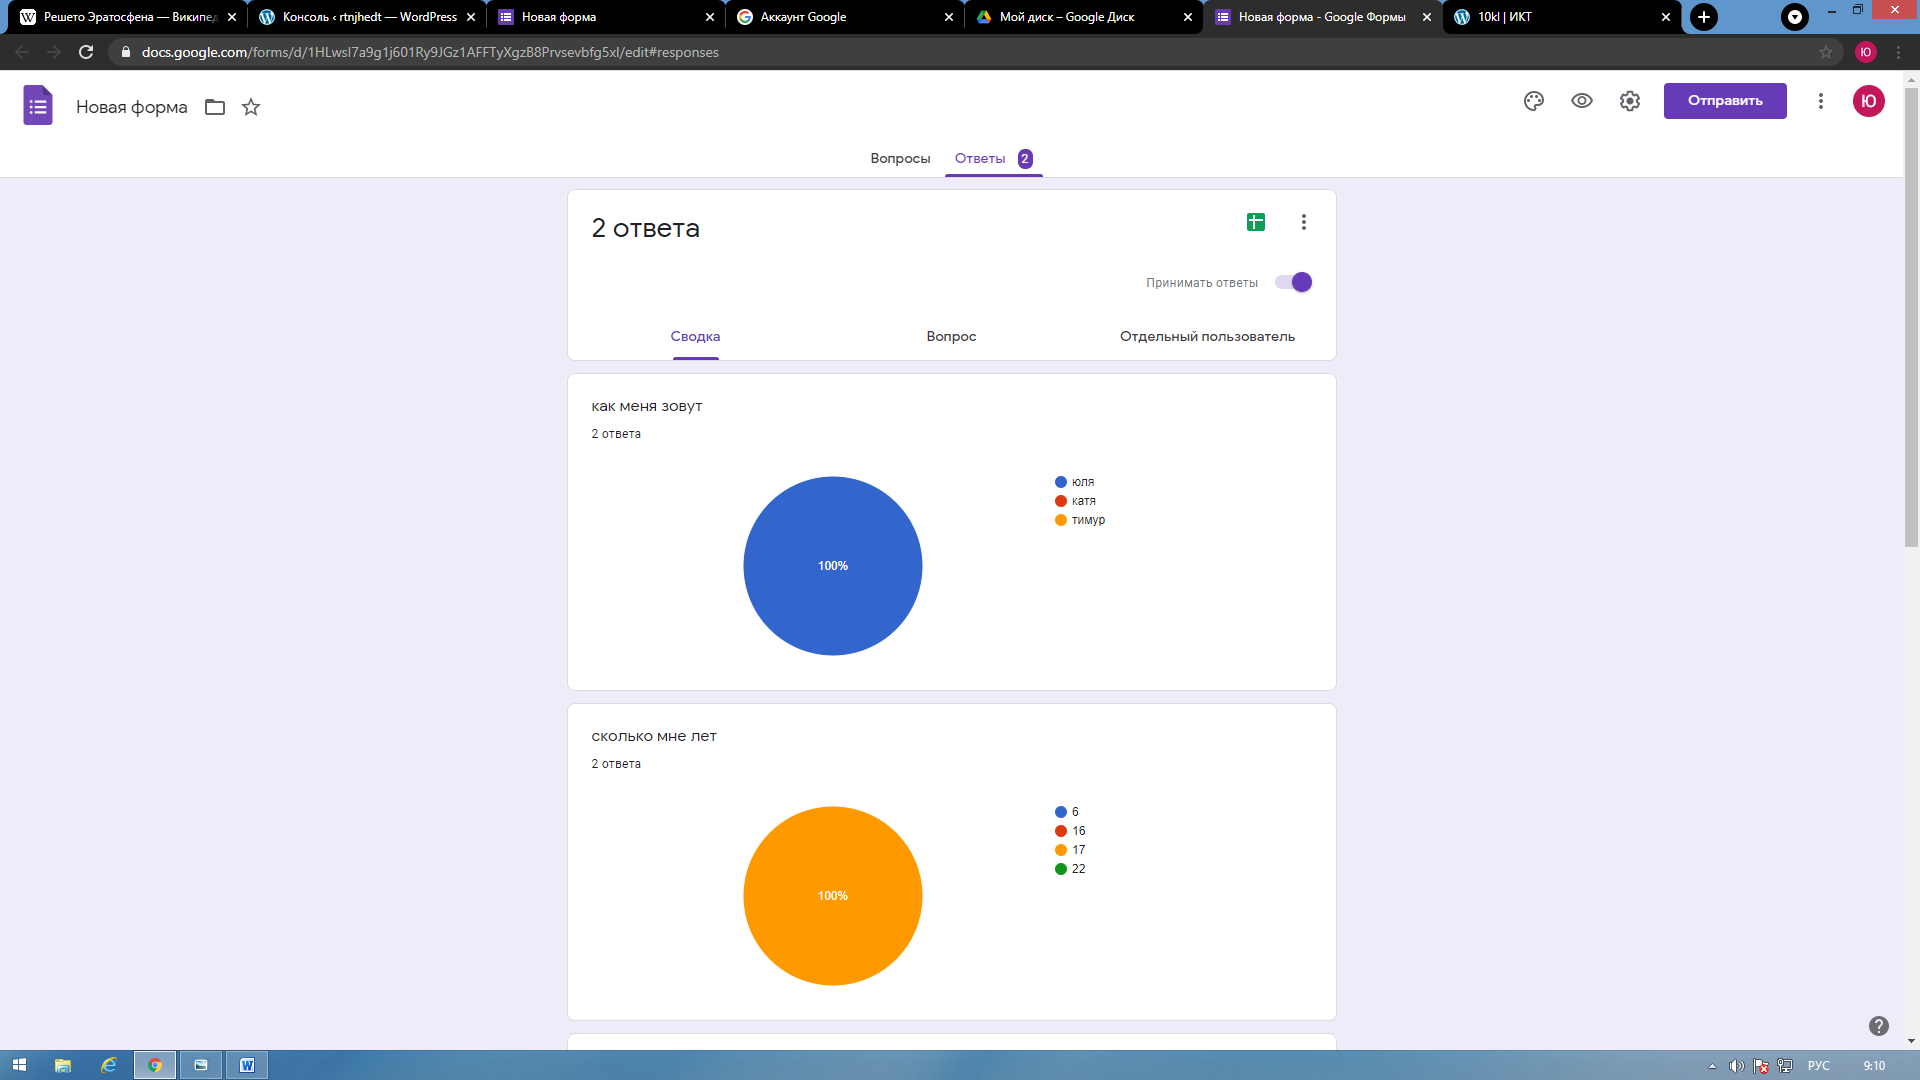 Решето Эратосфена — Википед
Консоль ‹ rtnjhedt — WordPress
Новая форма
Аккаунт Google
Мой диск – Google Диск
Новая форма - Google Формы
10kl | ИКТ
docs.google.com/forms/d/1HLwsI7a9g1j601Ry9JGz1AFFTyXgzB8Prvsevbfg5xI/edit#responses
Ю
Новая форма
Отправить
Ю
Вопросы
Ответы 2
2 ответа
Принимать ответы
Сводка
Вопрос
Отдельный пользователь
как меня зовут
2 ответа
100%
юля
катя
тимур
сколько мне лет
2 ответа
100%
6
16
17
22
РУС
9:10